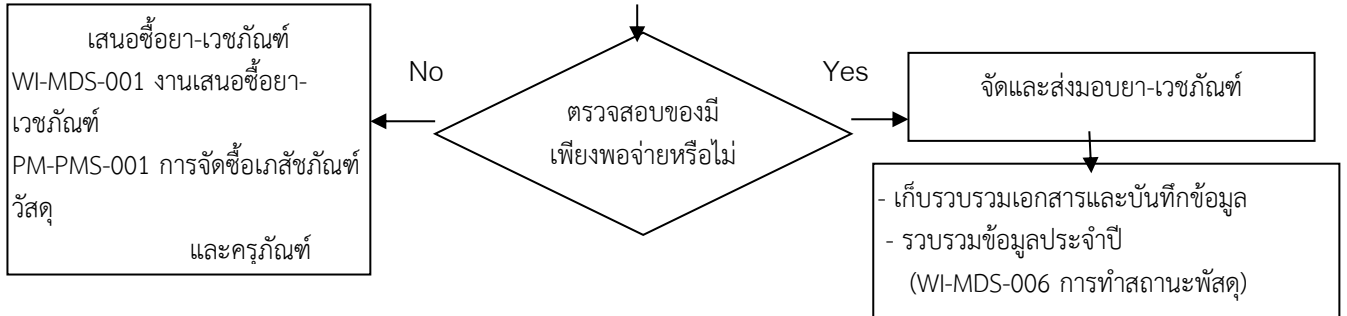 เสนอซื้อยา-เวชภัณฑ์
WI-MDS-001 งานเสนอซื้อยา-
เวชภัณฑ์
PM-PMS-001 การจัดซื้อเภสัชภัณฑ์
วัสดุ
และครุภัณฑ์
No
ตรวจสอบของมี
เพียงพอจ่ายหรือไม่
Yes
จัดและส่งมอบยา-เวชภัณฑ์
- เก็บรวบรวมเอกสารและบันทึกข้อมูล
- รวบรวมข้อมูลประจำปี
(WI-MDS-006 การทำสถานะพัสดุ)